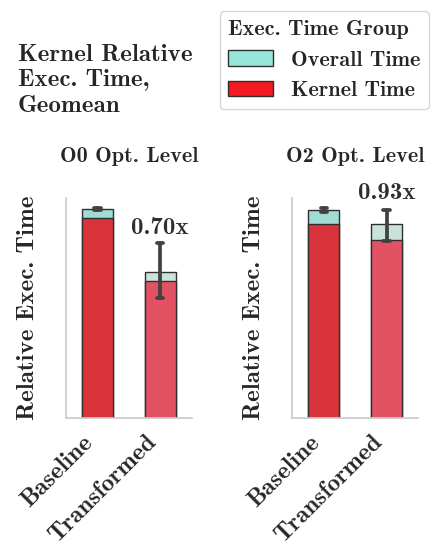 Exec. Time Group
Overall Time
Kernel Time
Kernel Relative
Exec. Time,
Geomean
O0 Opt. Level
O2 Opt. Level
0.70x
0.93x
Relative Exec. Time
Relative Exec. Time
Baseline
Transformed
Baseline
Transformed